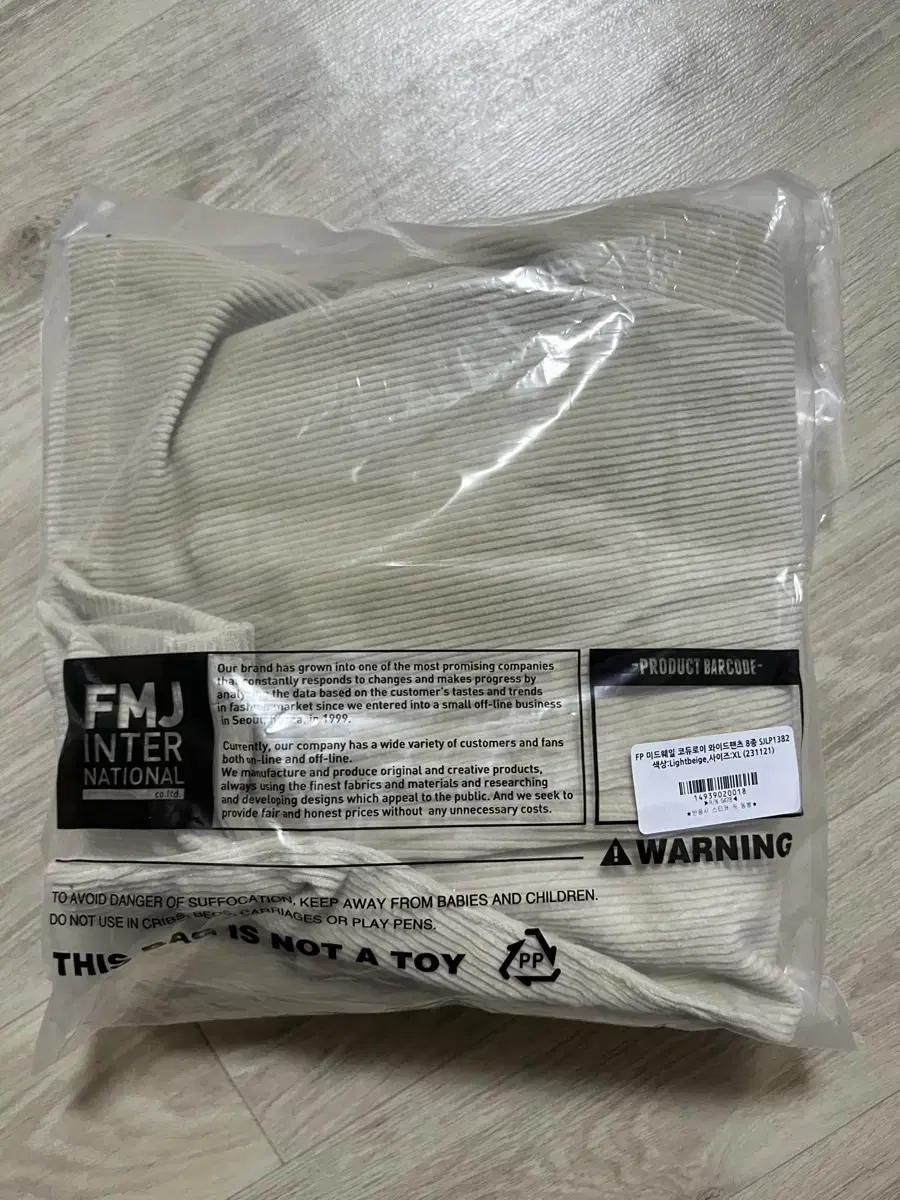 FMJ
INTER
NATIONAL
co.ltd.
Our brand has grown into one of the most promising companies
that constantly responds to changes and makes progress by
the data based on the customer's tastes and trends
in fashion market since we entered into a small off-line business
in Seoul, in 1999.
Currently, our company has a wide variety of customers and fans
both on-line and off-line.
We manufacture and produce original and creative products,
always using the finest fabrics and materials and researching
and developing designs which appeal to the public. And we seek to
provide fair and honest prices without any unnecessary costs.
-PRODUCT BARCODE-
FP 미드웨일 코듀로이 와이드팬츠 8종 SJLP1382
색상:Lightbeige,사이즈:XL (231121)
14939020018
WARNING
TO AVOID DANGER OF SUFFOCATION, KEEP AWAY FROM BABIES AND CHILDREN.
DO NOT USE IN CRIBS, BEDS, CARRIAGES OR PLAY PENS.
THIS BAG IS NOT A TOY
PP